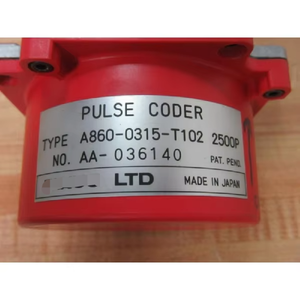 PULSE CODER
TYPE A860-0315-T102 2500P
NO. AA-036140 PAT. PEND.
LTD MADE IN JAPAN